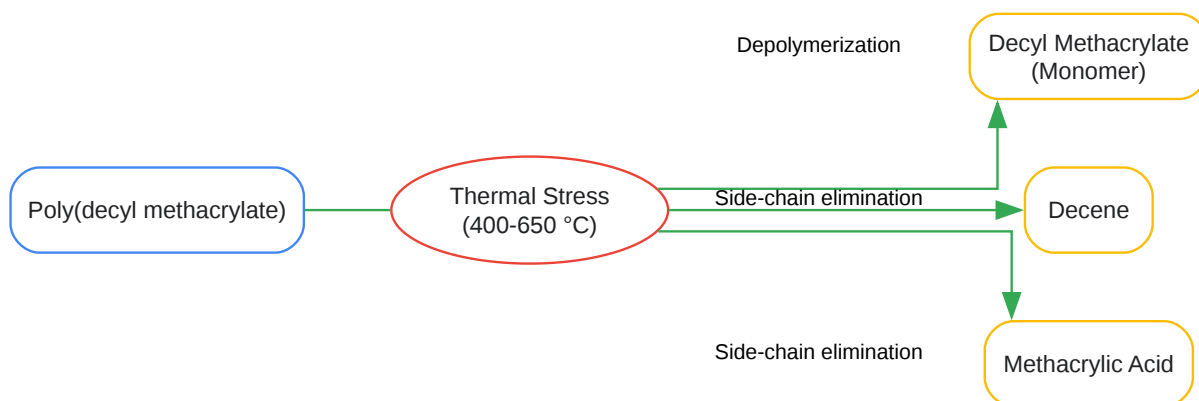 Depolymerization
Decyl Methacrylate
(Monomer)
Poly(decyl methacrylate)
Thermal Stress
(400-650 °C)
Side-chain elimination
Decene
Side-chain elimination
Methacrylic Acid